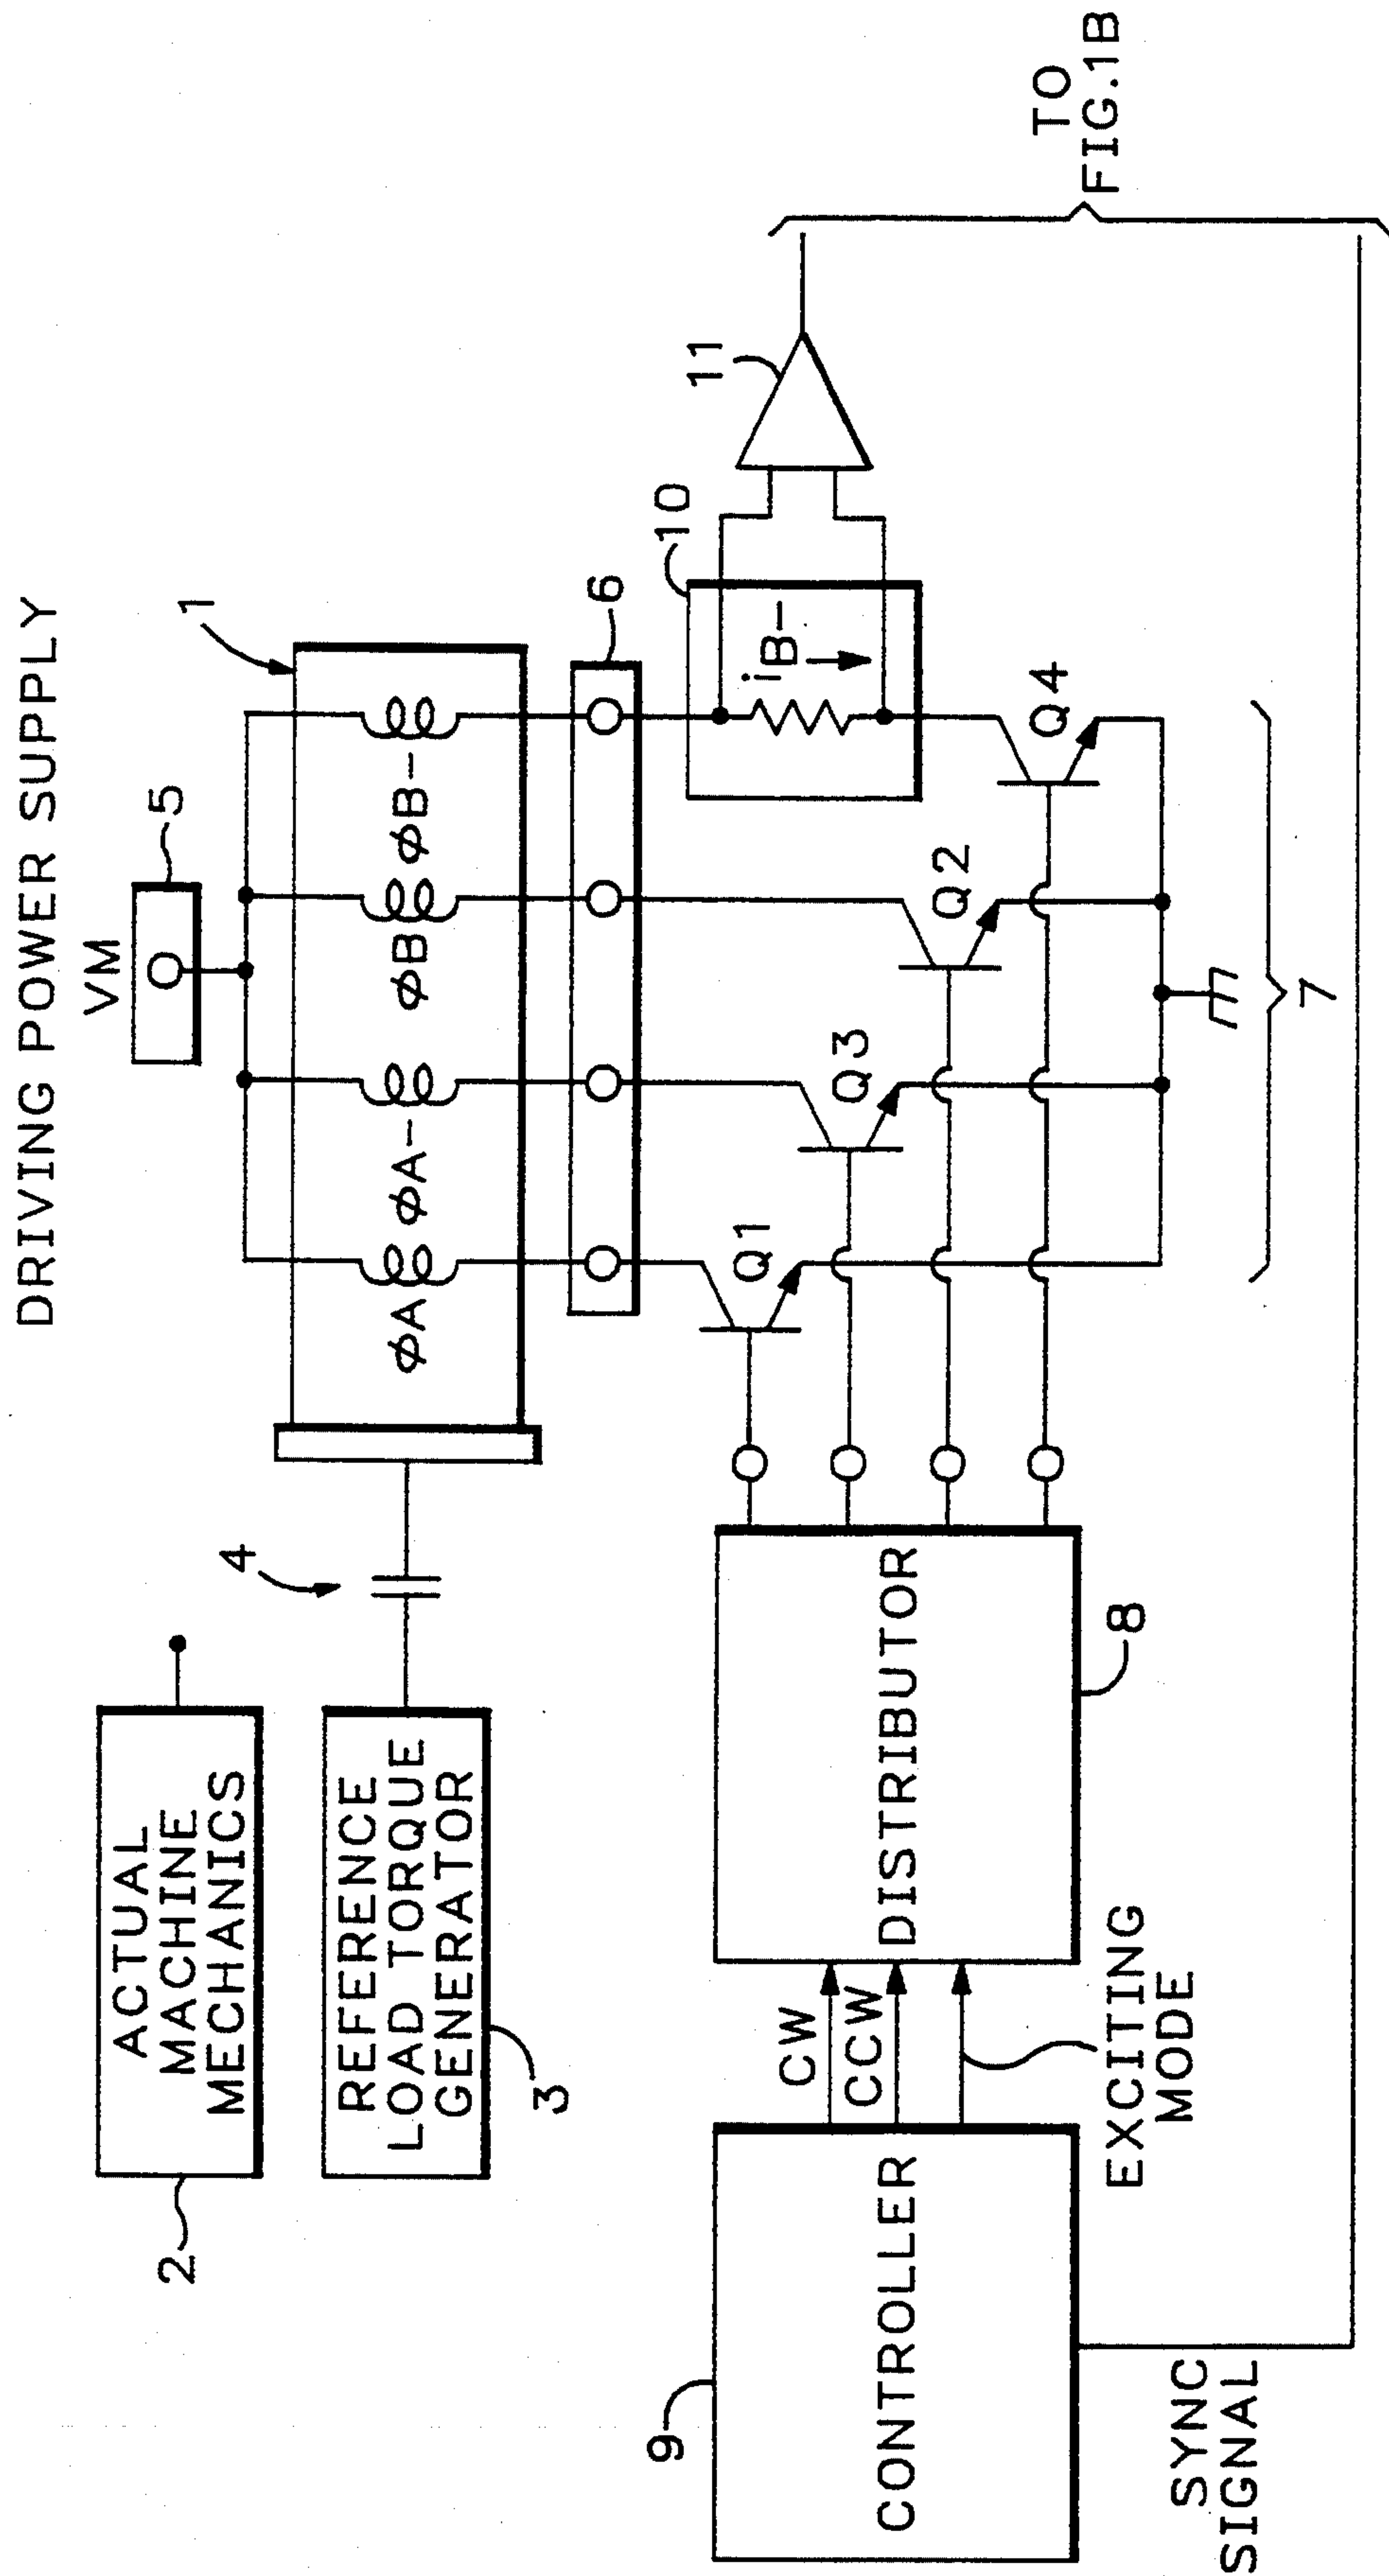 DRIVING POWER SUPPLY
VM
5
1
ACTUAL
MACHINE
MECHANICS
2
REFERENCE
LOAD TORQUE
GENERATOR
3
4
φA
φA-
φB
φB-
6
10
iB-
11
Q1
Q3
Q2
Q4
7
TO
FIG.1B
CONTROLLER
9
CW
CCW
EXCITING
MODE
DISTRIBUTOR
8
SYNC
SIGNAL